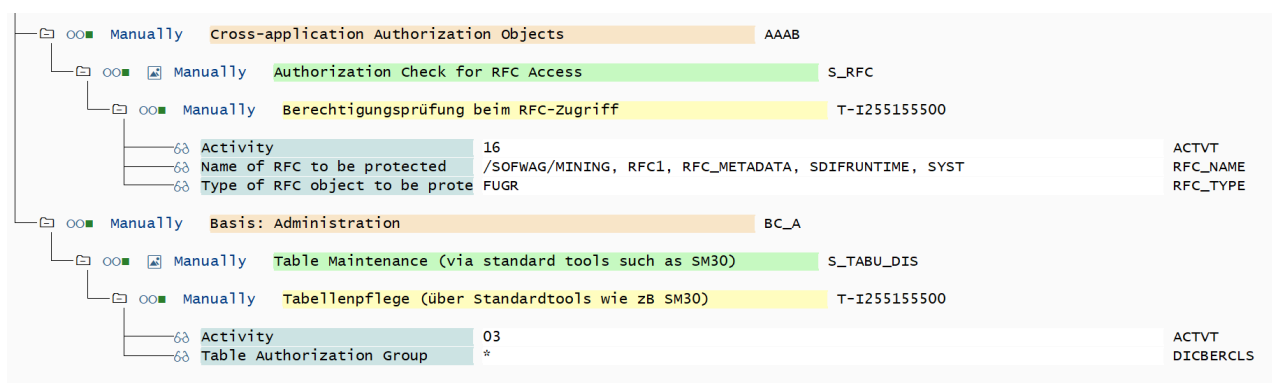 Manually Cross-application Authorization Objects AAAB
Manually Authorization Check for RFC Access S_RFC
Manually Berechtigungsprüfung beim RFC-Zugriff T-I255155500
Activity 16 ACTVT
Name of RFC to be protected /SOFWAG/MINING, RFC1, RFC_METADATA, SDIFRUNTIME, SYST RFC_NAME
Type of RFC object to be prote FUGR RFC_TYPE
Manually Basis: Administration BC_A
Manually Table Maintenance (via standard tools such as SM30) S_TABU_DIS
Manually Tabellenpflege (über Standardtools wie zB SM30) T-I255155500
Activity 03 ACTVT
Table Authorization Group * DICBERCLS